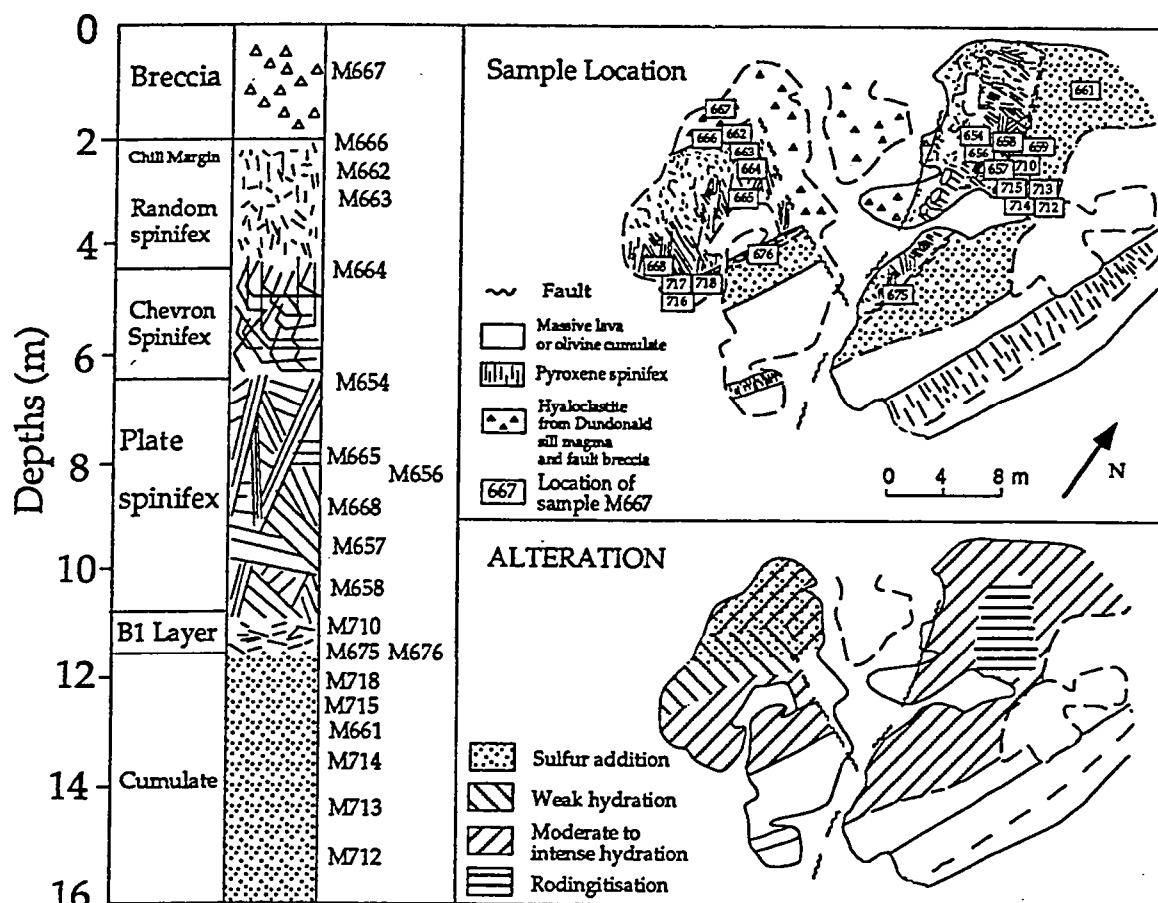 Depths (m)
0
2
4
6
8
10
12
14
16
Breccia
Chill Margin
Random
spinifex
Chevron
Spinifex
Plate
spinifex
B1 Layer
Cumulate
M667
M666
M662
M663
M664
M654
M665
M656
M668
M657
M658
M710
M675 M676
M718
M715
M661
M714
M713
M712
Sample Location
667
666
662
663
664
665
668
676
717
718
716
661
654
658
659
656
657
710
715
713
714
712
675
Fault
Massive lava
or olivine cumulate
Pyroxene spinifex
Hyaloclastite
from Dundonald
sill magma
and fault breccia
667
Location of
sample M667
0 4 8 m
N
ALTERATION
Sulfur addition
Weak hydration
Moderate to
intense hydration
Rodingitisation